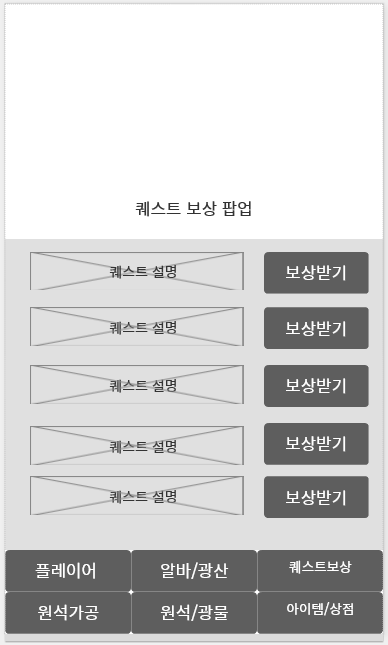 퀘스트 보상 팝업
퀘스트 설명 보상받기
퀘스트 설명 보상받기
퀘스트 설명 보상받기
퀘스트 설명 보상받기
퀘스트 설명 보상받기
플레이어 알바/광산 퀘스트보상
원석가공 원석/광물 아이템/상점